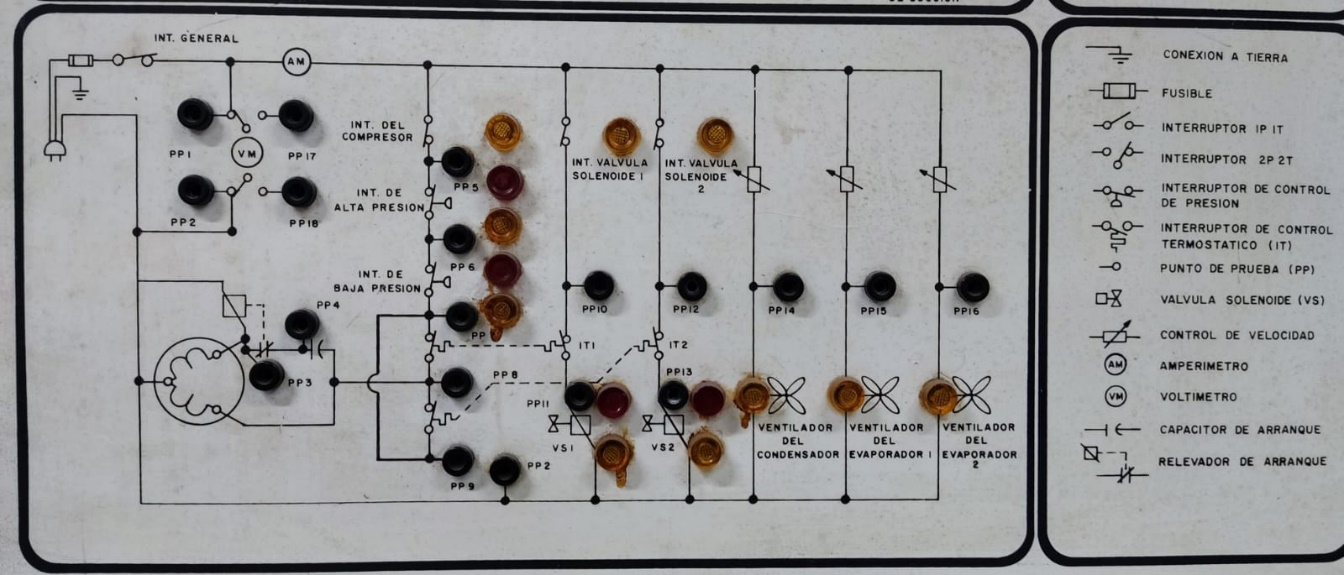 INT. GENERAL
AM
PP1
VM
PP17
PP2
PP18
INT. DEL
COMPRESOR
PP5
INT. DE
ALTA PRESION
PP6
INT. DE
BAJA PRESION
PP
INT. VALVULA
SOLENOIDE 1
INT. VALVULA
SOLENOIDE
2
PP10
PP12
PP14
PP15
PP16
PP4
PP3
IT1
IT2
PP8
PP11
PP13
VS1
VS2
PP9
PP2
VENTILADOR
DEL
CONDENSADOR
VENTILADOR
DEL
EVAPORADOR 1
VENTILADOR
DEL
EVAPORADOR
2
CONEXION A TIERRA
FUSIBLE
INTERRUPTOR 1P 1T
INTERRUPTOR 2P 2T
INTERRUPTOR DE CONTROL
DE PRESION
INTERRUPTOR DE CONTROL
TERMOSTATICO (IT)
PUNTO DE PRUEBA (PP)
VALVULA SOLENOIDE (VS)
CONTROL DE VELOCIDAD
AM AMPERIMETRO
VM VOLTIMETRO
CAPACITOR DE ARRANQUE
RELEVADOR DE ARRANQUE